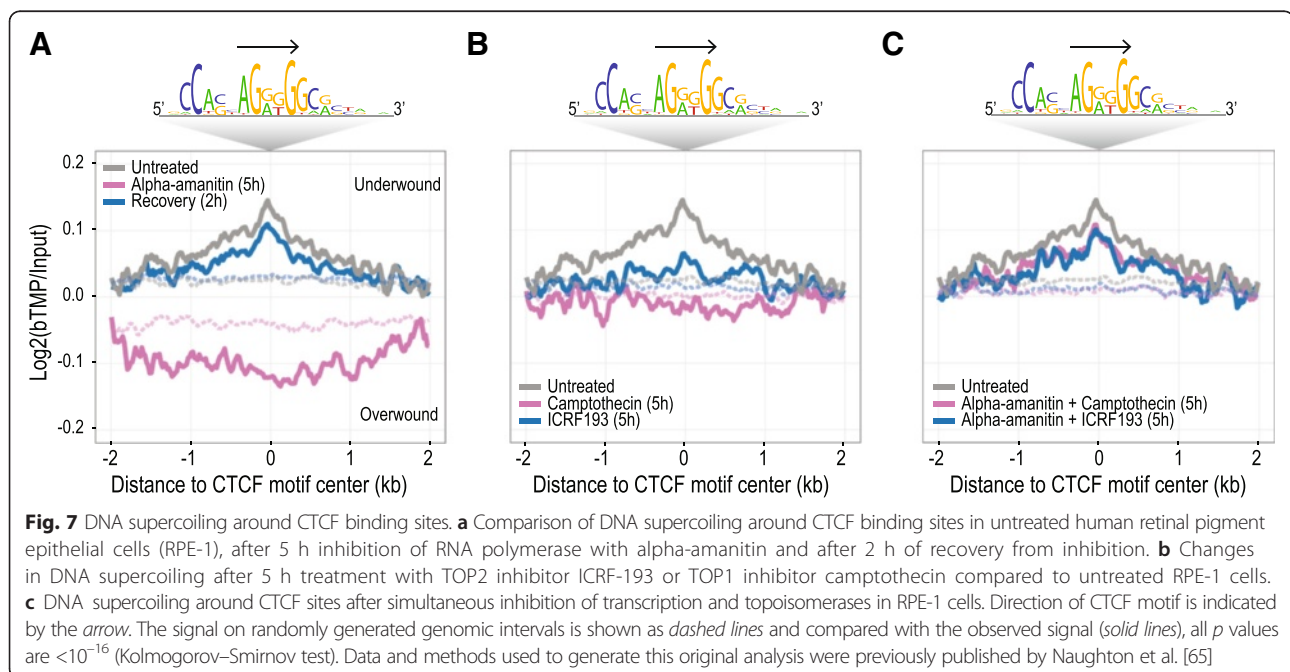 A
B
C
5'
3'
5'
3'
5'
3'
0.2
0.1
0.0
-0.1
-0.2
Log2(bTMP/Input)
Untreated
Alpha-amanitin (5h)
Recovery (2h)
Underwound
Overwound
-2 -1 0 1 2
Distance to CTCF motif center (kb)
Untreated
Camptothecin (5h)
ICRF193 (5h)
-2 -1 0 1 2
Distance to CTCF motif center (kb)
Untreated
Alpha-amanitin + Camptothecin (5h)
Alpha-amanitin + ICRF193 (5h)
-2 -1 0 1 2
Distance to CTCF motif center (kb)
Fig. 7 DNA supercoiling around CTCF binding sites. a Comparison of DNA supercoiling around CTCF binding sites in untreated human retinal pigment
epithelial cells (RPE-1), after 5 h inhibition of RNA polymerase with alpha-amanitin and after 2 h of recovery from inhibition. b Changes
in DNA supercoiling after 5 h treatment with TOP2 inhibitor ICRF-193 or TOP1 inhibitor camptothecin compared to untreated RPE-1 cells.
c DNA supercoiling around CTCF sites after simultaneous inhibition of transcription and topoisomerases in RPE-1 cells. Direction of CTCF motif is indicated
by the arrow. The signal on randomly generated genomic intervals is shown as dashed lines and compared with the observed signal (solid lines), all p values
are <10⁻¹⁶ (Kolmogorov–Smirnov test). Data and methods used to generate this original analysis were previously published by Naughton et al. [65]